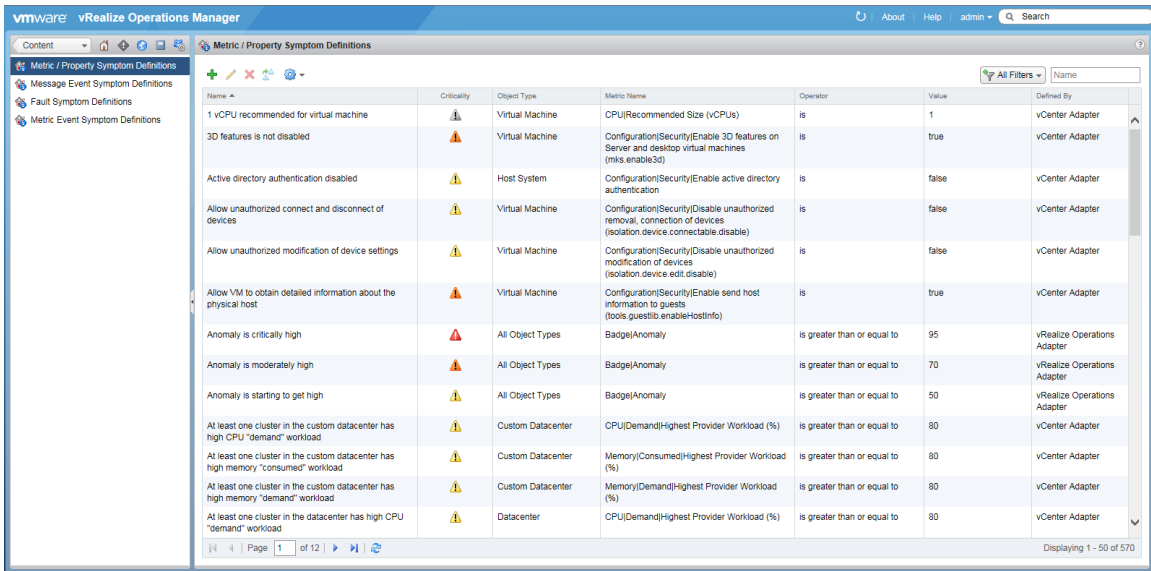 vmware vRealize Operations Manager
About Help admin Search
Content
Metric / Property Symptom Definitions
Message Event Symptom Definitions
Fault Symptom Definitions
Metric Event Symptom Definitions
Metric / Property Symptom Definitions
All Filters Name
Name Criticality Object Type Metric Name Operator Value Defined By
1 vCPU recommended for virtual machine Virtual Machine CPU|Recommended Size (vCPUs) is 1 vCenter Adapter
3D features is not disabled Virtual Machine Configuration|Security|Enable 3D features on is true vCenter Adapter
Server and desktop virtual machines
(mks.enable3d)
Active directory authentication disabled Host System Configuration|Security|Enable active directory is false vCenter Adapter
authentication
Allow unauthorized connect and disconnect of Virtual Machine Configuration|Security|Disable unauthorized is false vCenter Adapter
devices removal, connection of devices
(isolation.device.connectable.disable)
Allow unauthorized modification of device settings Virtual Machine Configuration|Security|Disable unauthorized is false vCenter Adapter
modification of devices
(isolation.device.edit.disable)
Allow VM to obtain detailed information about the Virtual Machine Configuration|Security|Enable send host is true vCenter Adapter
physical host information to guests
(tools.guestlib.enableHostInfo)
Anomaly is critically high All Object Types Badge|Anomaly is greater than or equal to 95 vRealize Operations
Adapter
Anomaly is moderately high All Object Types Badge|Anomaly is greater than or equal to 70 vRealize Operations
Adapter
Anomaly is starting to get high All Object Types Badge|Anomaly is greater than or equal to 50 vRealize Operations
Adapter
At least one cluster in the custom datacenter has Custom Datacenter CPU|Demand|Highest Provider Workload (%) is greater than or equal to 80 vCenter Adapter
high CPU "demand" workload
At least one cluster in the custom datacenter has Custom Datacenter Memory|Consumed|Highest Provider Workload is greater than or equal to 80 vCenter Adapter
high memory "consumed" workload (%)
At least one cluster in the custom datacenter has Custom Datacenter Memory|Demand|Highest Provider Workload is greater than or equal to 80 vCenter Adapter
high memory "demand" workload (%)
At least one cluster in the datacenter has high CPU Datacenter CPU|Demand|Highest Provider Workload (%) is greater than or equal to 80 vCenter Adapter
"demand" workload
Page 1 of 12 Displaying 1 - 50 of 570